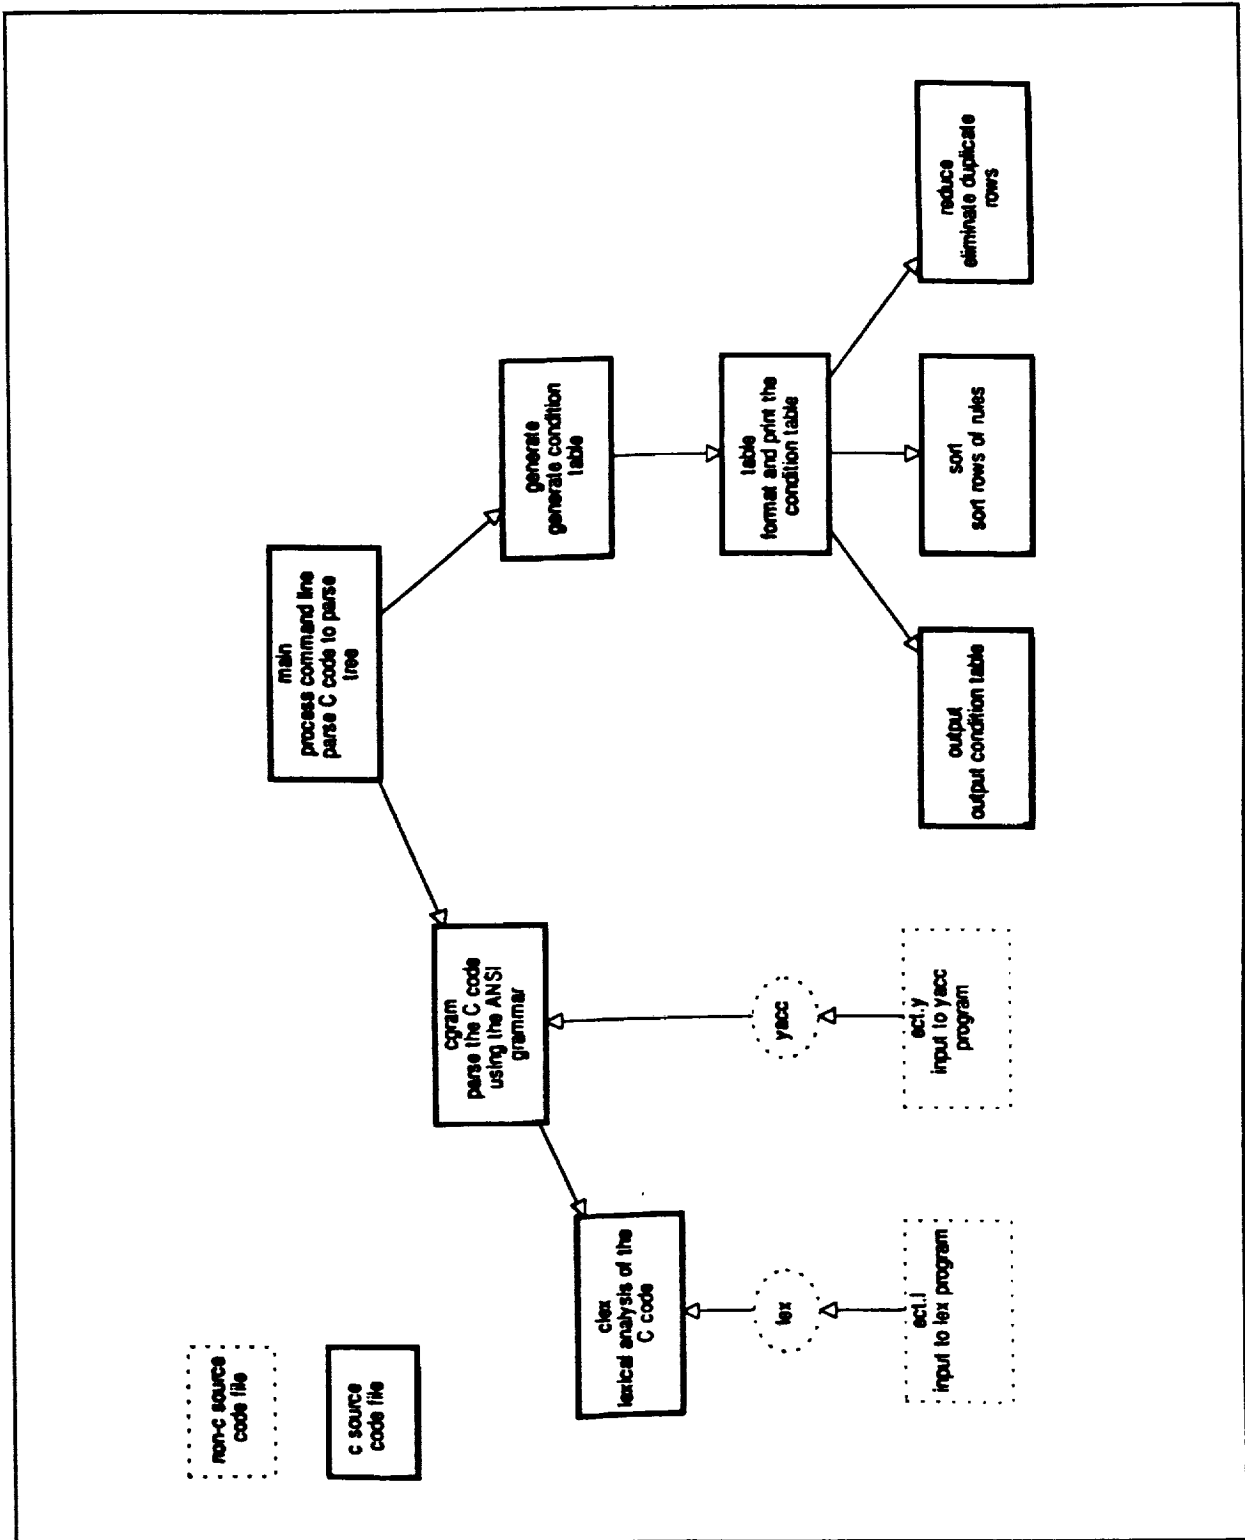 non-c source
code file
c source
code file
main
process command line
parse C code to parse
tree
cgram
parse the C code
using the ANSI
grammar
generate
generate condition
table
clex
lexical analysis of the
C code
table
format and print the
condition table
lex
yacc
ect.l
input to lex program
ect.y
input to yacc
program
output
output condition table
sort
sort rows of rules
reduce
eliminate duplicate
rows